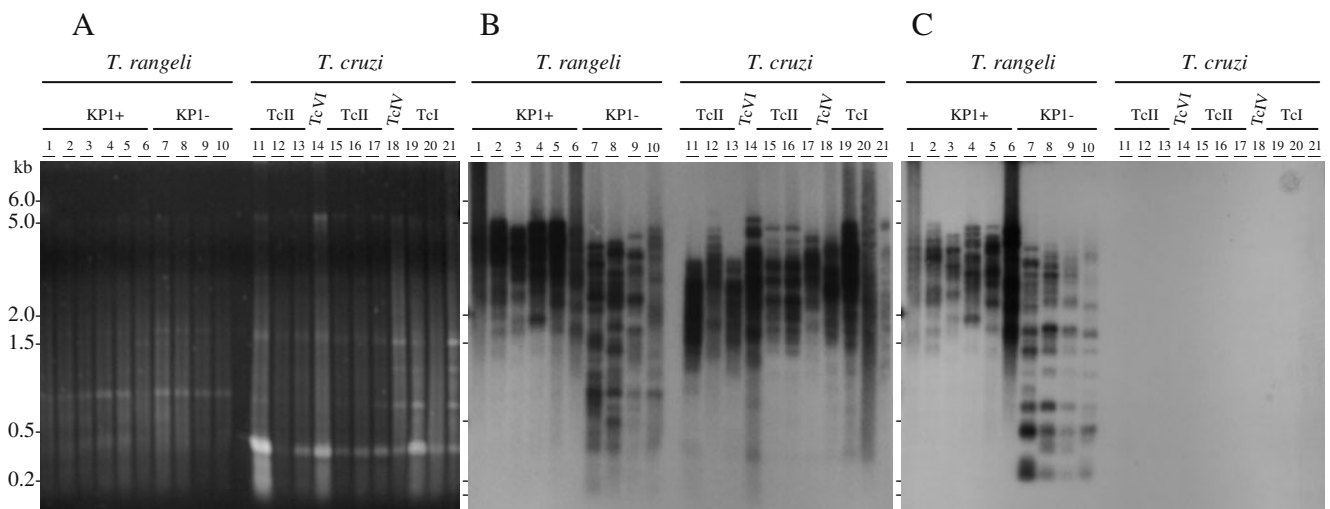 A B C
T. rangeli T. cruzi T. rangeli T. cruzi T. rangeli T. cruzi
KP1+ KP1- TcII TcVI TcII TcIV TcI KP1+ KP1- TcII TcVI TcII TcIV TcI KP1+ KP1- TcII TcVI TcII TcIV TcI
1 2 3 4 5 6 7 8 9 10 11 12 13 14 15 16 17 18 19 20 21 1 2 3 4 5 6 7 8 9 10 11 12 13 14 15 16 17 18 19 20 21 1 2 3 4 5 6 7 8 9 10 11 12 13 14 15 16 17 18 19 20 21
kb
6.0
5.0
2.0
1.5
0.5
0.2